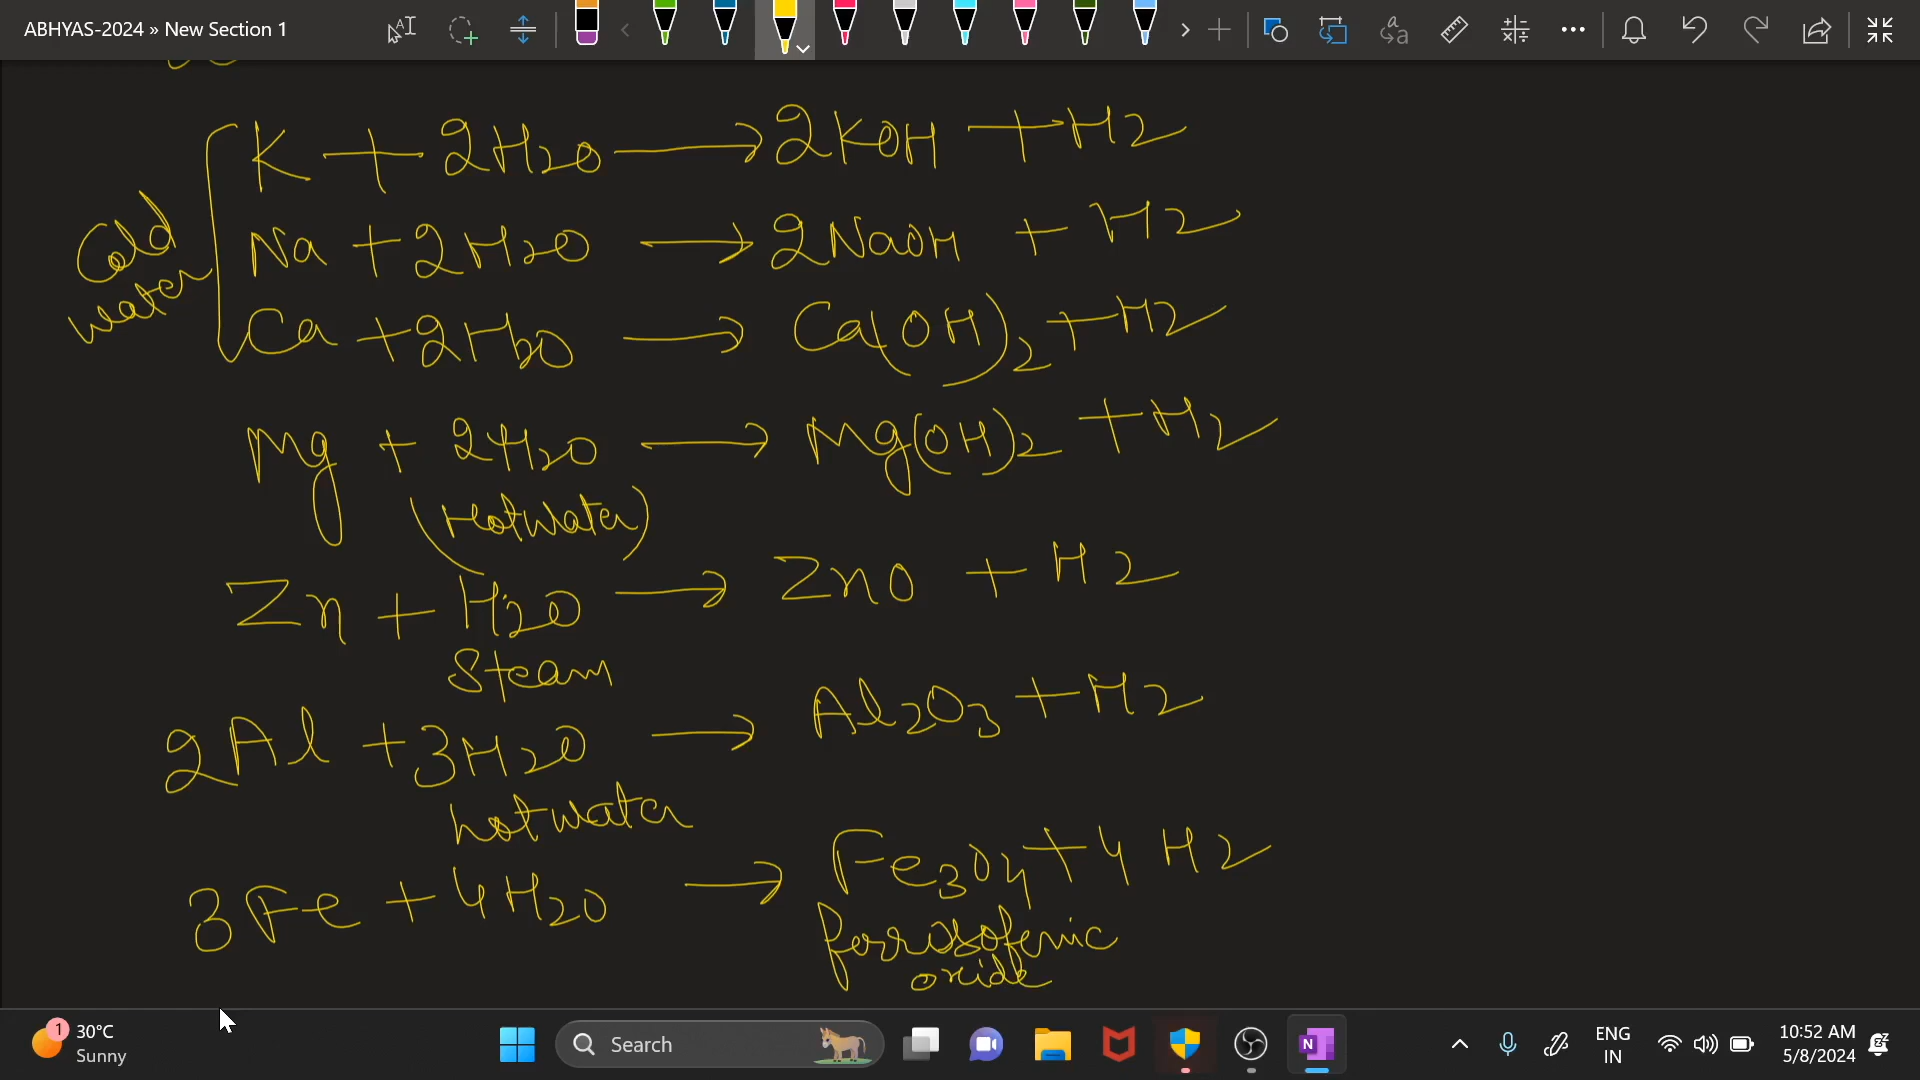 ABHYAS-2024 » New Section 1
K + 2H2O → 2KOH + H2
Cold water
Na + 2H2O → 2NaOH + H2
Ca + 2H2O → Ca(OH)2 + H2
Mg + 2H2O → Mg(OH)2 + H2
(Hotwater)
Zn + H2O → ZnO + H2
Steam
2Al + 3H2O → Al2O3 + H2
hotwater
3Fe + 4H2O → Fe3O4 + 4H2
ferrosoferric
oxide
1
30°C
Sunny
Search
ENG
IN
10:52 AM
5/8/2024